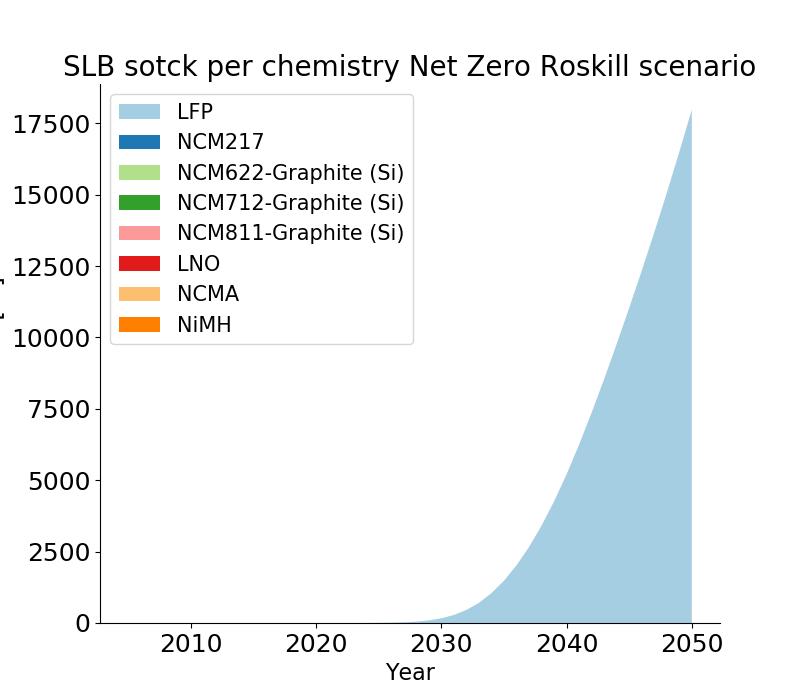 SLB sotck per chemistry Net Zero Roskill scenario
LFP
NCM217
NCM622-Graphite (Si)
NCM712-Graphite (Si)
NCM811-Graphite (Si)
LNO
NCMA
NiMH
17500
15000
12500
10000
7500
5000
2500
0
2010
2020
2030
2040
2050
Year